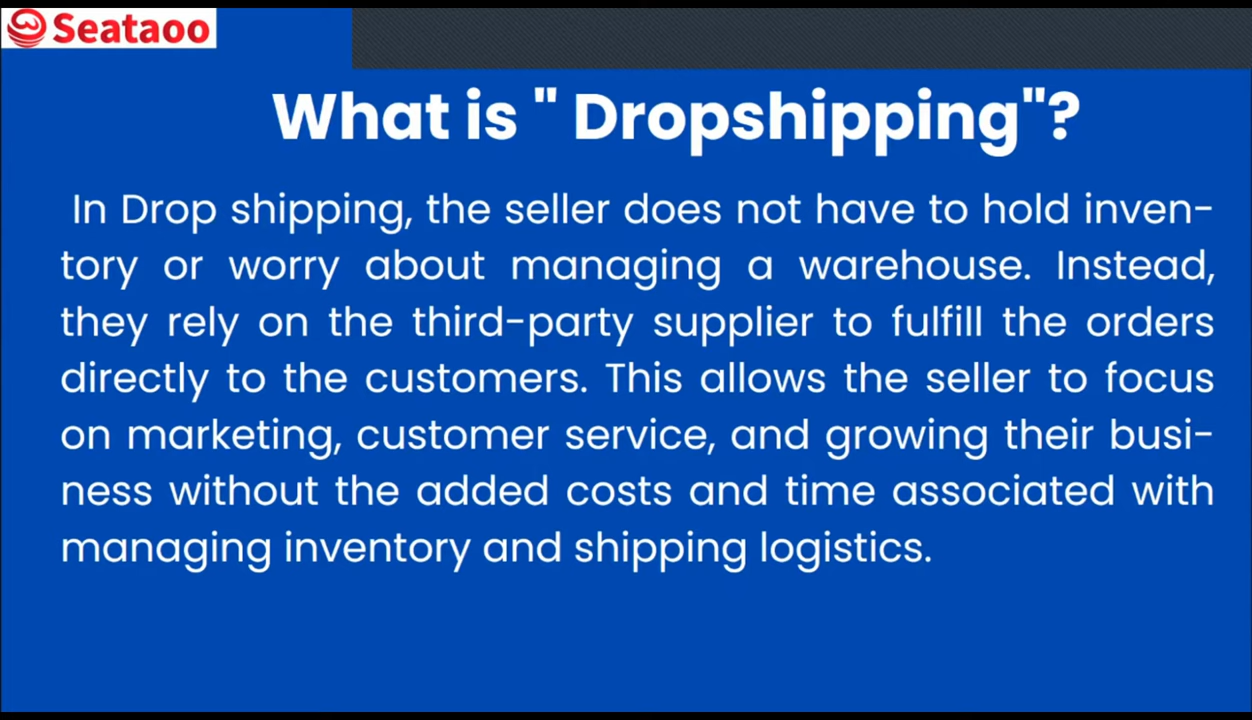 Seataoo
What is " Dropshipping"?
In Drop shipping, the seller does not have to hold inven-
tory or worry about managing a warehouse. Instead,
they rely on the third-party supplier to fulfill the orders
directly to the customers. This allows the seller to focus
on marketing, customer service, and growing their busi-
ness without the added costs and time associated with
managing inventory and shipping logistics.